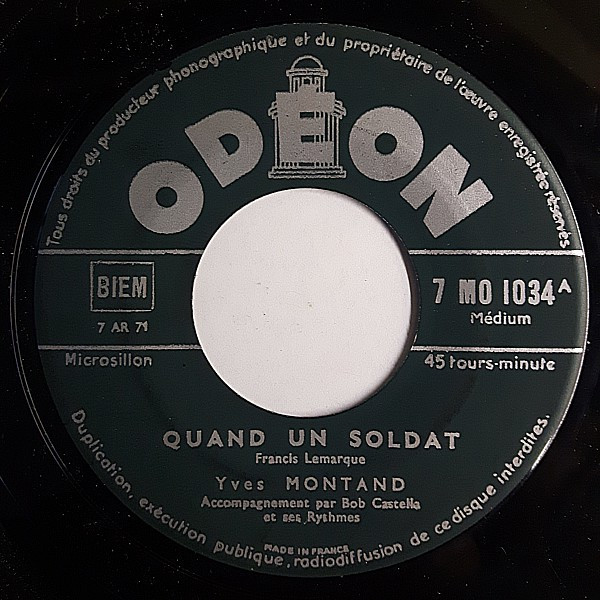 Tous droits du producteur phonographique et du propriétaire de l'œuvre enregistrée réservés
ODEON
BIEM
7 AR 71
7 MO 1034 A
Médium
Microsillon
45 tours-minute
QUAND UN SOLDAT
Francis Lemarque
Yves MONTAND
Accompagnement par Bob Castella
et ses Rythmes
MADE IN FRANCE
Duplication, exécution publique, radiodiffusion de ce disque interdites.